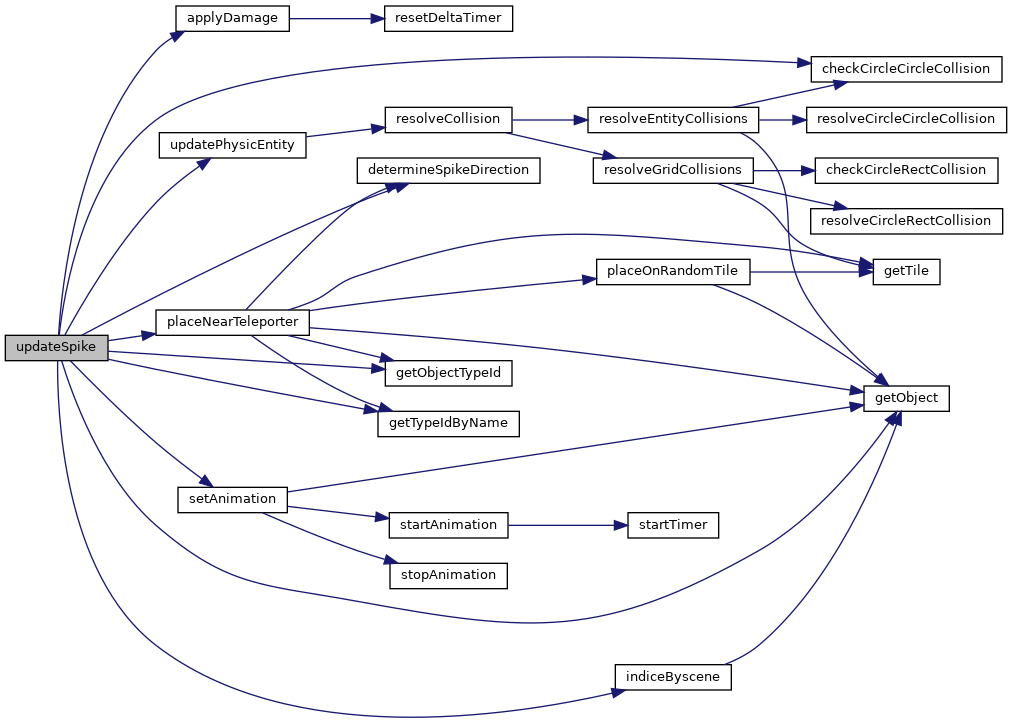 applyDamage
resetDeltaTimer
checkCircleCircleCollision
resolveCollision
resolveEntityCollisions
resolveCircleCircleCollision
updatePhysicEntity
determineSpikeDirection
resolveGridCollisions
checkCircleRectCollision
resolveCircleRectCollision
placeOnRandomTile
getTile
placeNearTeleporter
updateSpike
getObjectTypeId
getObject
getTypeIdByName
setAnimation
startAnimation
startTimer
stopAnimation
indiceByscene